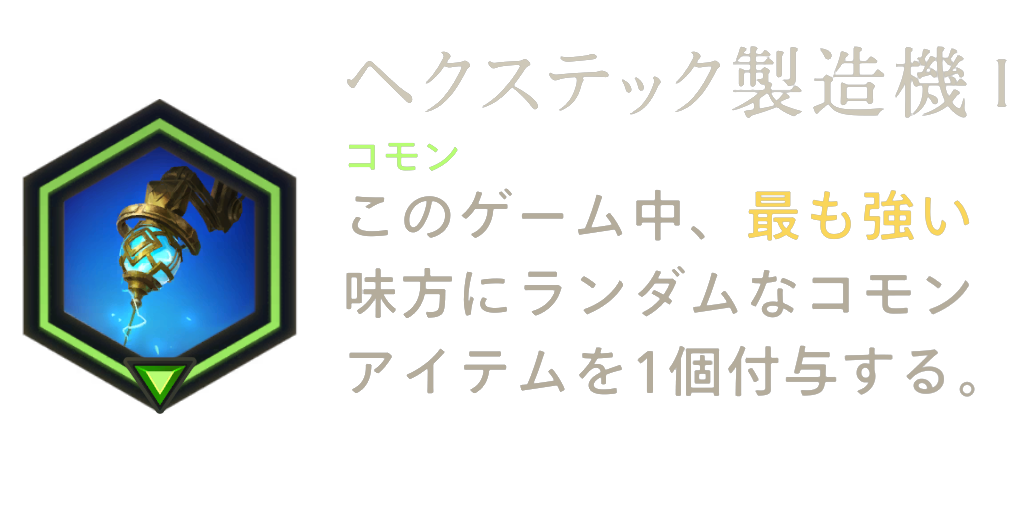 ヘクステック製造機 I
コモン
このゲーム中、最も強い
味方にランダムなコモン
アイテムを1個付与する。